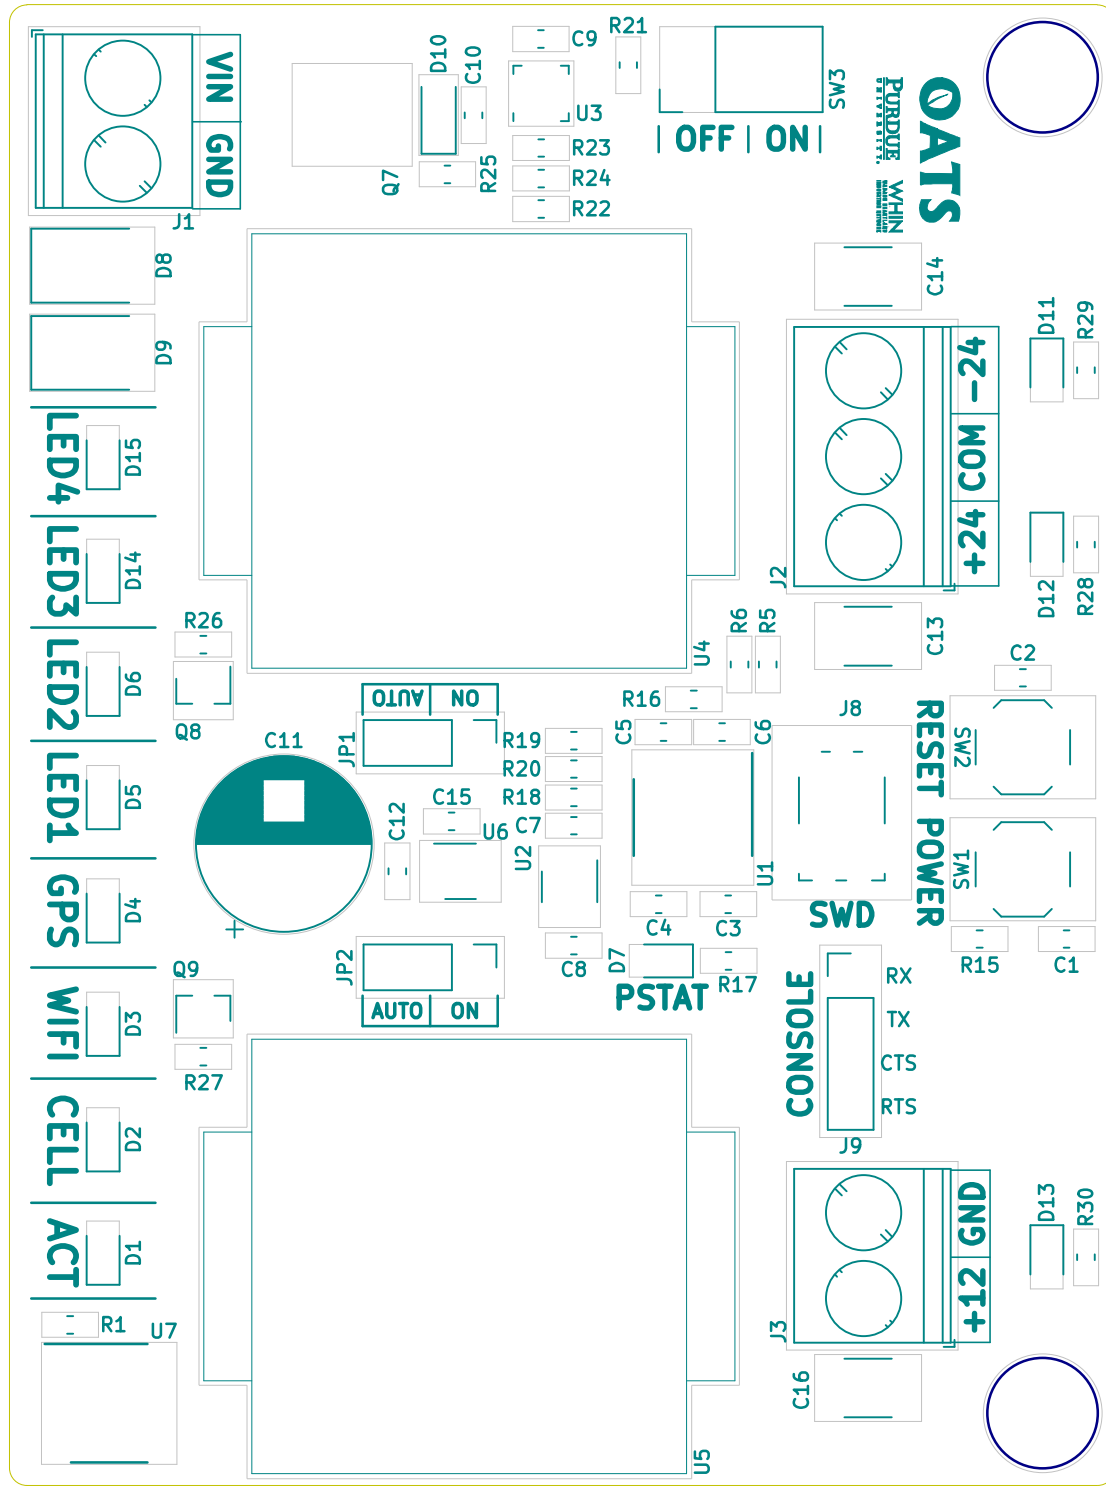 R21
C9
D10
C10
VIN
GND
J1
U3
SW3
OFF
ON
OATS
PURDUE
UNIVERSITY.
WHIN
R23
R24
R22
R25
Q7
D8
D9
C14
D11
R29
-24
COM
+24
J2
D12
R28
C13
LED4
D15
LED3
D14
LED2
D6
LED1
D5
GPS
D4
WIFI
D3
CELL
D2
ACT
D1
R26
Q8
U4
R6
R5
C2
R16
AUTO
ON
JP1
C11
R19
R20
R18
C7
C5
C6
J8
RESET
SW2
POWER
SW1
C12
C15
U6
U2
U1
SWD
C4
C3
+
JP2
AUTO
ON
C8
D7
R17
PSTAT
R15
C1
Q9
R27
CONSOLE
RX
TX
CTS
RTS
J9
GND
+12
J3
D13
R30
C16
R1
U7
U5